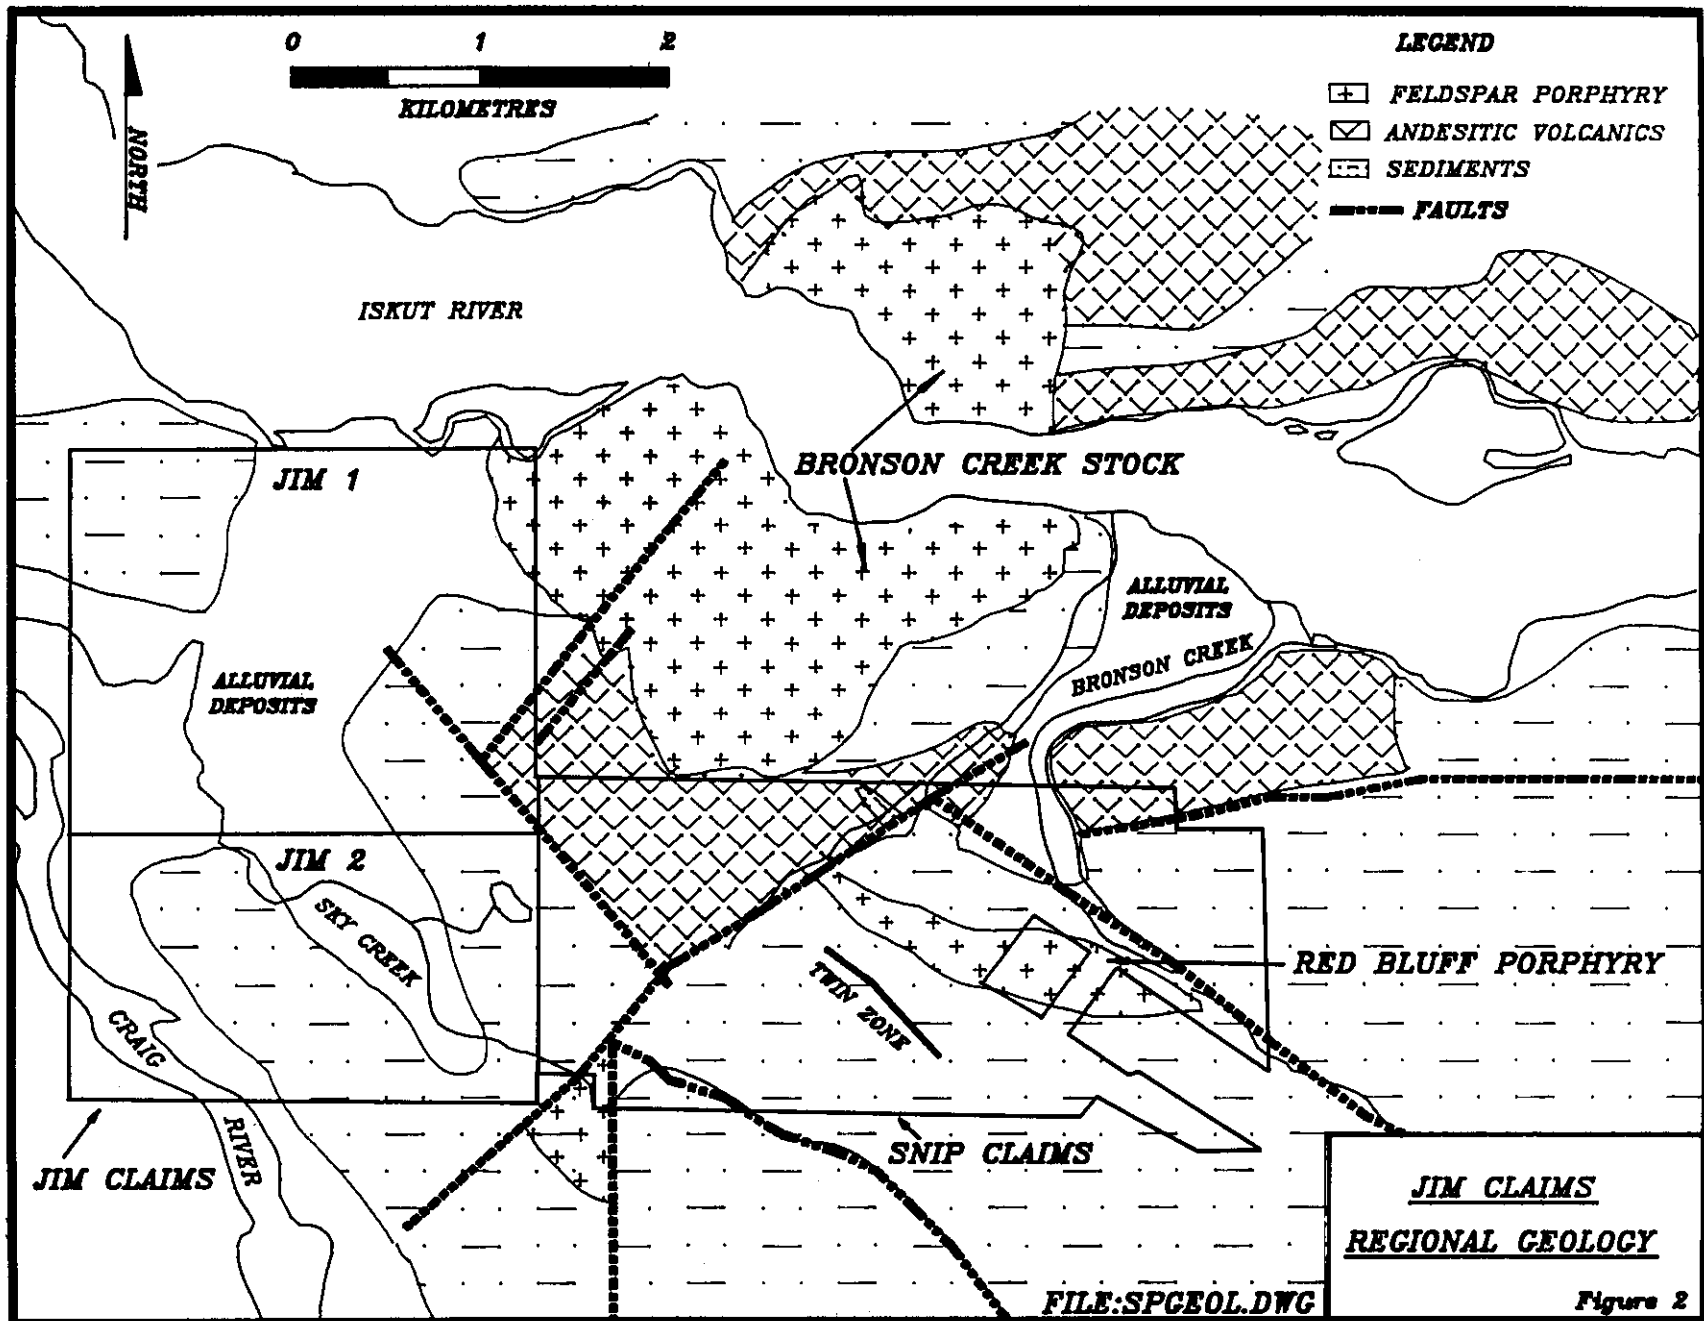 0 1 2
KILOMETRES
NORTH
LEGEND
FELDSPAR PORPHYRY
ANDESITIC VOLCANICS
SEDIMENTS
FAULTS
ISKUT RIVER
JIM 1
BRONSON CREEK STOCK
ALLUVIAL
DEPOSITS
BRONSON CREEK
ALLUVIAL
DEPOSITS
JIM 2
SKY CREEK
TWIN ZONE
RED BLUFF PORPHYRY
CRAIG
RIVER
JIM CLAIMS
SNIP CLAIMS
JIM CLAIMS
REGIONAL GEOLOGY
FILE:SPGEOL.DWG
Figure 2